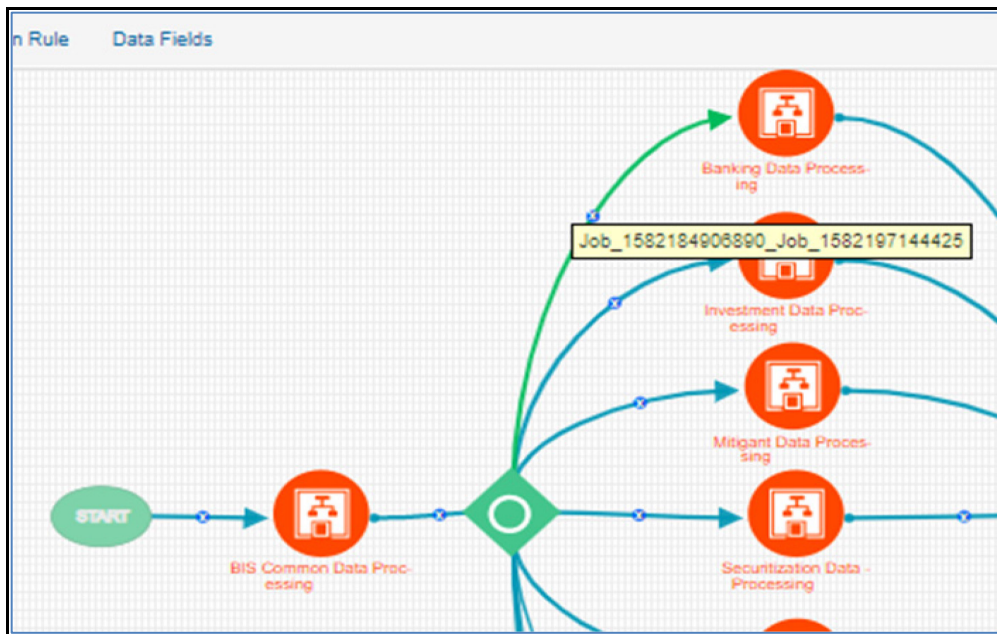 n Rule Data Fields
Banking Data Process-
ing
Job_1582184906890_Job_1582197144425
Investment Data Proc-
essing
Mitigant Data Proces-
sing
START
BIS Common Data Proc-
essing
Securitization Data -
Processing